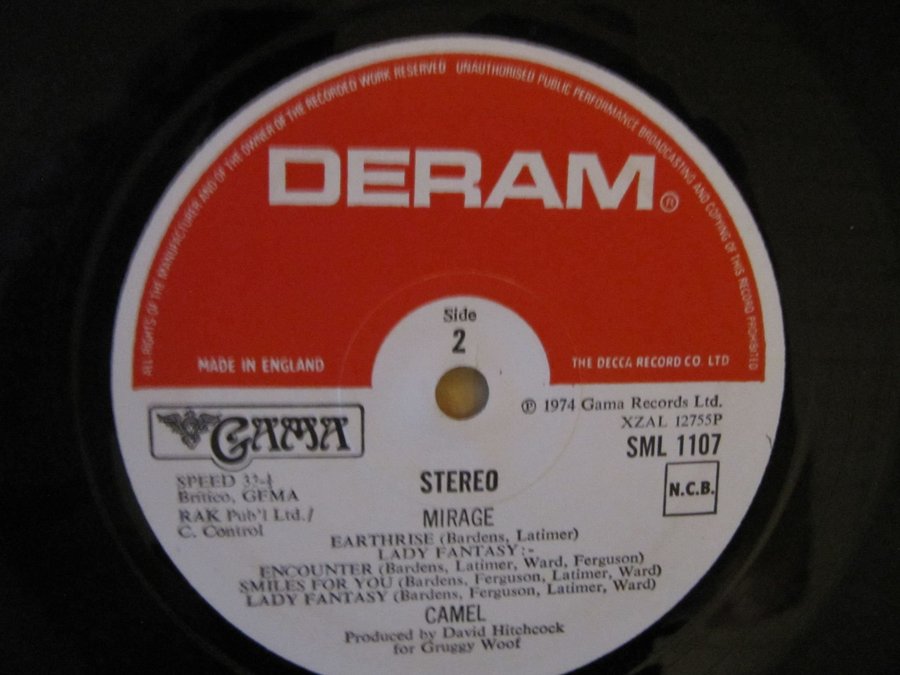 ALL RIGHTS OF THE MANUFACTURER AND OF THE OWNER OF THE RECORDED WORK RESERVED UNAUTHORISED PUBLIC PERFORMANCE BROADCASTING AND COPYING OF THIS RECORD PROHIBITED
DERAM®
Side
2
MADE IN ENGLAND
THE DECCA RECORD CO LTD
℗ 1974 Gama Records Ltd.
XZAL 12755P
GAMA
SML 1107
SPEED
STEREO
N.C.B.
Britico, GEMA
RAK Pub'l Ltd./
C. Control
MIRAGE
EARTHRISE (Bardens, Latimer)
LADY FANTASY:-
ENCOUNTER (Bardens, Latimer, Ward, Ferguson)
SMILES FOR YOU (Bardens, Ferguson, Latimer, Ward)
LADY FANTASY (Bardens, Ferguson, Latimer, Ward)
CAMEL
Produced by David Hitchcock
for Gruggy Woof